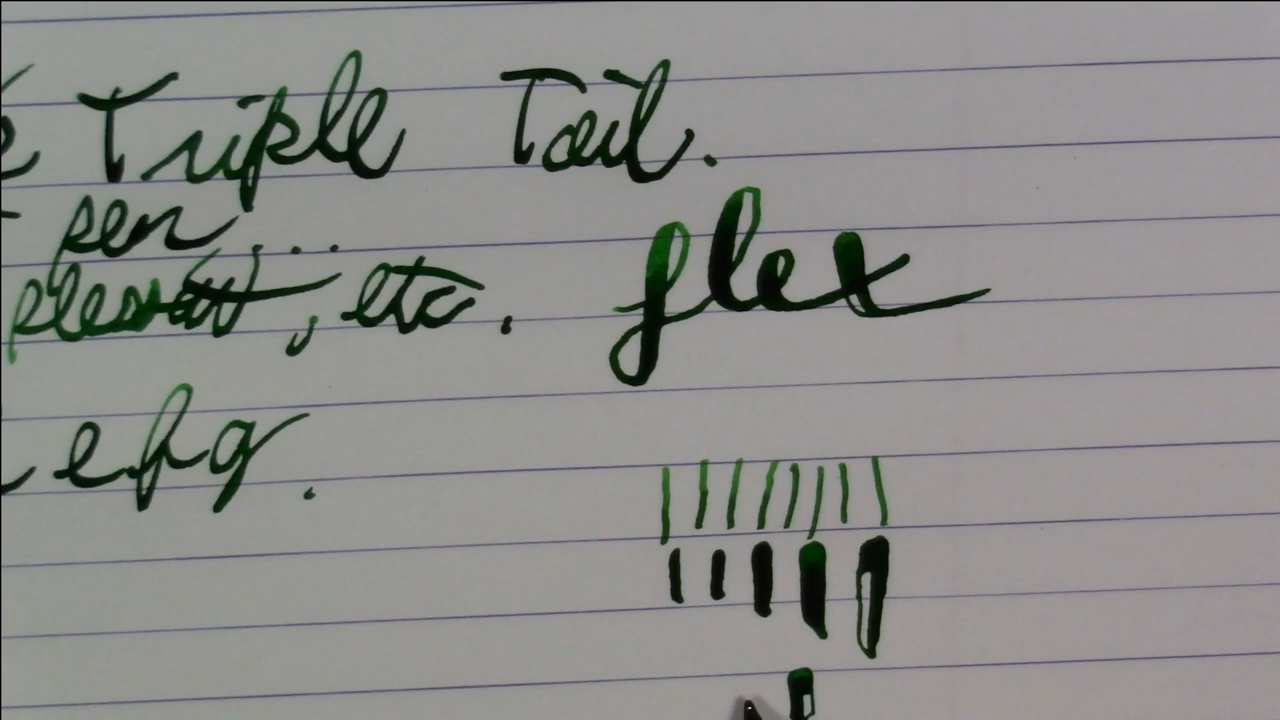 Triple Tail.
pen ...
, etc. flex
efg.